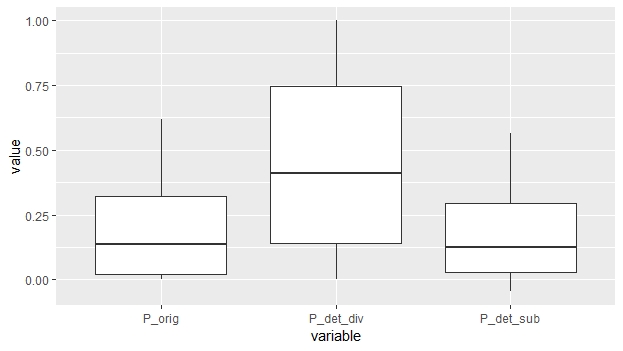 1.00
0.75
0.50
0.25
0.00
value
P_orig
P_det_div
P_det_sub
variable